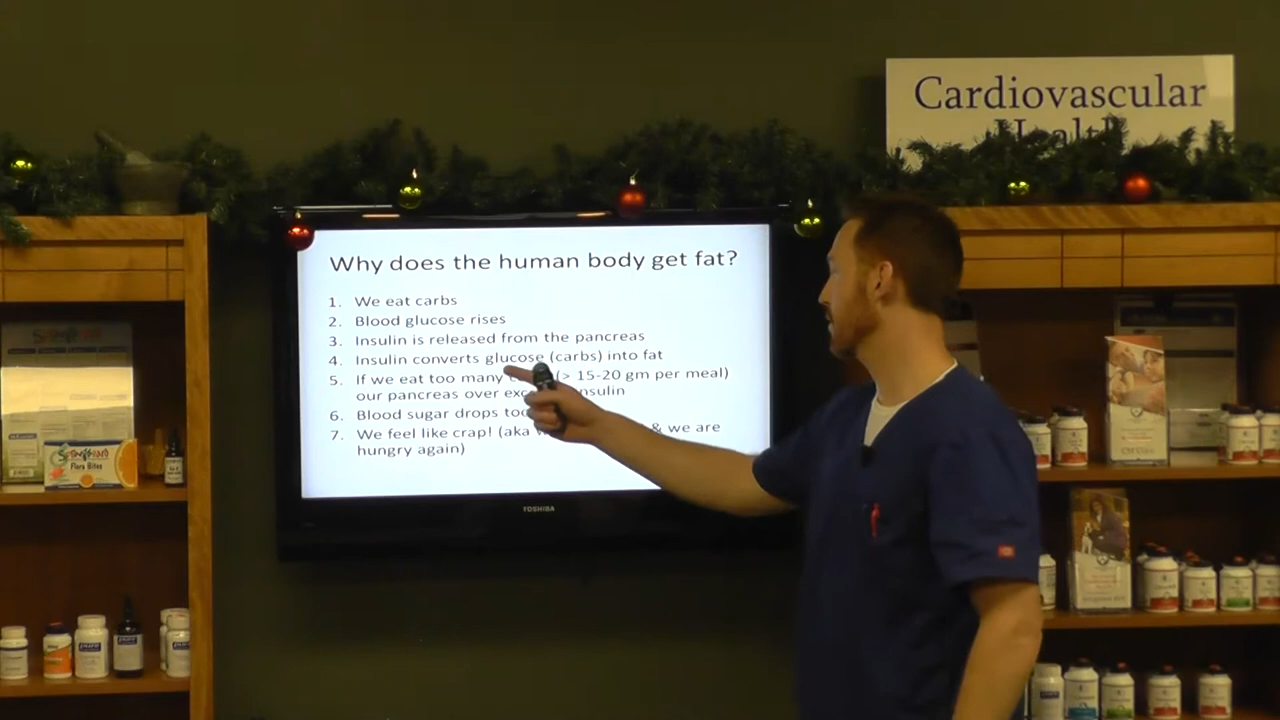 Cardiovascular
Health
Why does the human body get fat?
1. We eat carbs
2. Blood glucose rises
3. Insulin is released from the pancreas
4. Insulin converts glucose (carbs) into fat
5. If we eat too many (> 15-20 gm per meal)
our pancreas over insulin
6. Blood sugar drops
7. We feel like crap! (aka & we are
hungry again)
TOSHIBA
Flora Bites